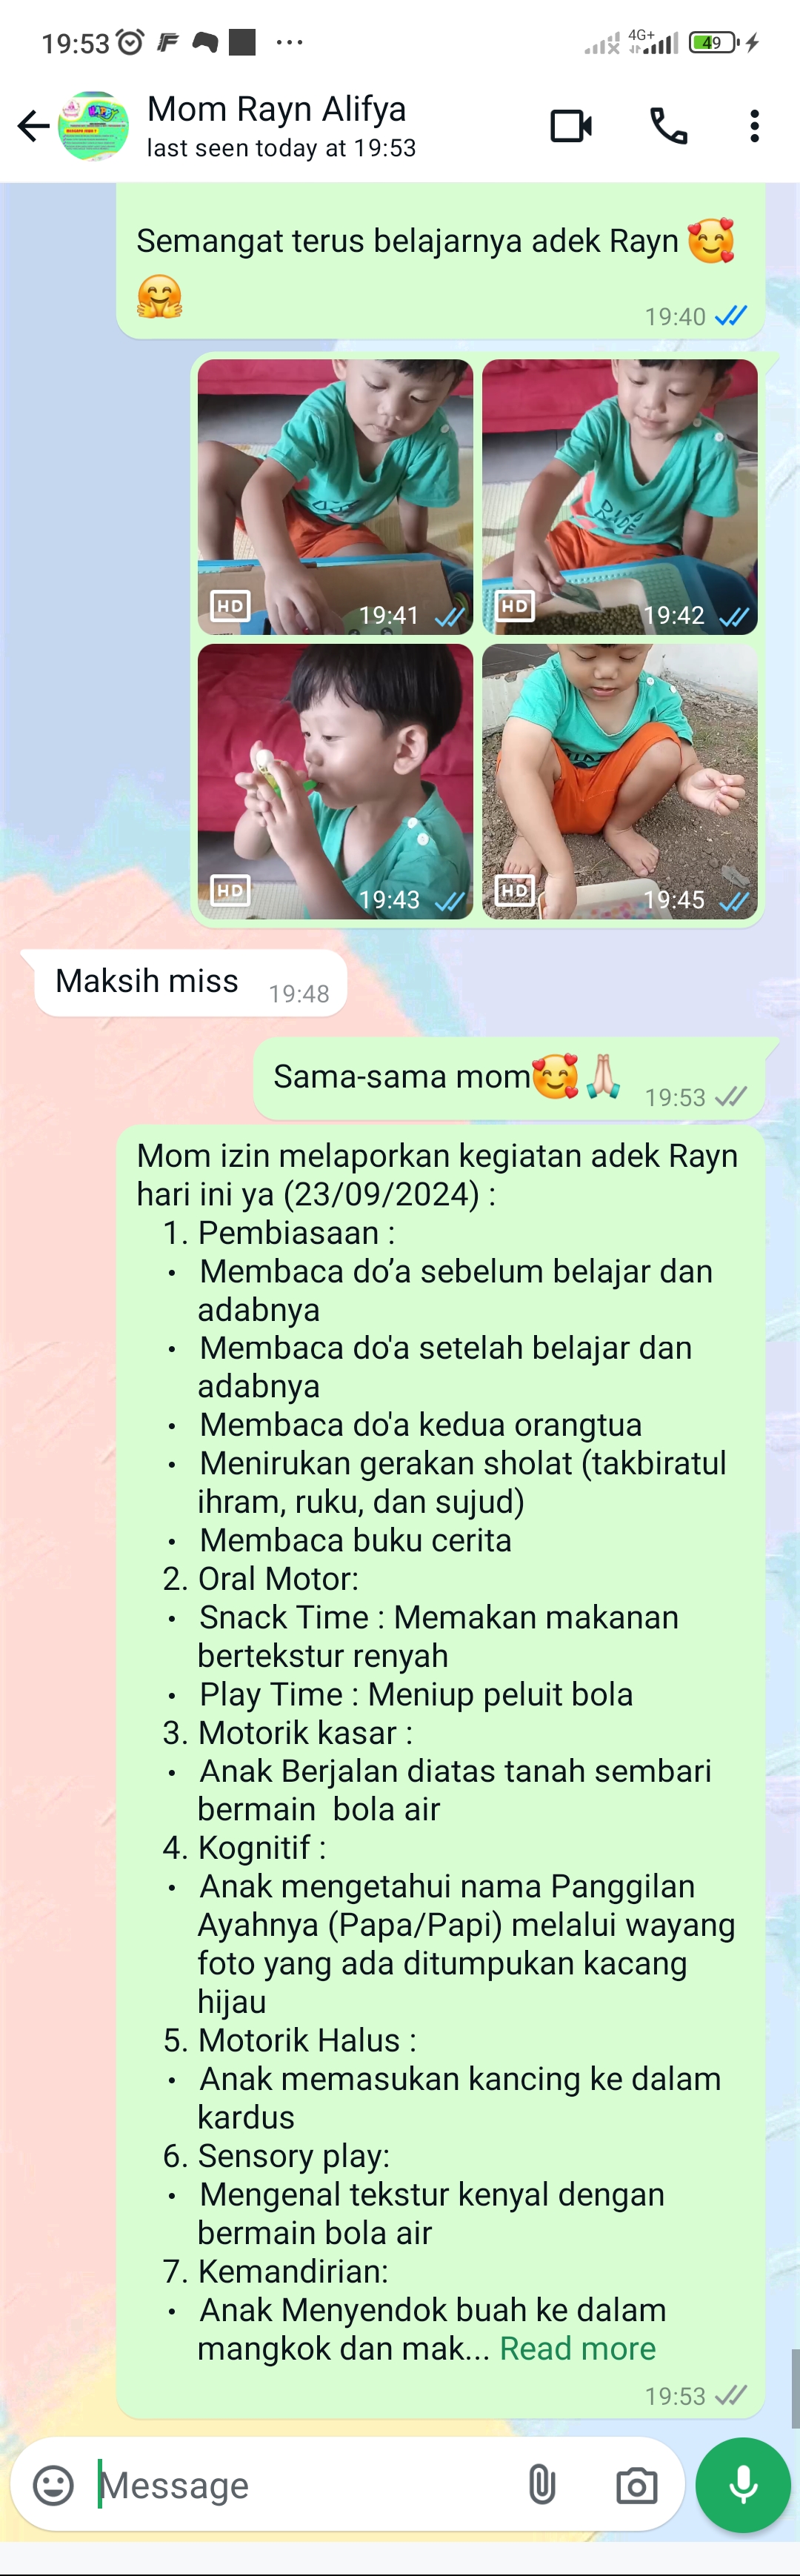 19:53
4G+
49
Mom Rayn Alifya
last seen today at 19:53
Semangat terus belajarnya adek Rayn 🥰
🤗
19:40
HD
19:41
RIDE
HD
19:42
HD
19:43
HD
19:45
Maksih miss
19:48
Sama-sama mom🥰🙏🏻
19:53
Mom izin melaporkan kegiatan adek Rayn
hari ini ya (23/09/2024) :
1. Pembiasaan :
• Membaca do’a sebelum belajar dan
adabnya
• Membaca do'a setelah belajar dan
adabnya
• Membaca do'a kedua orangtua
• Menirukan gerakan sholat (takbiratul
ihram, ruku, dan sujud)
• Membaca buku cerita
2. Oral Motor:
• Snack Time : Memakan makanan
bertekstur renyah
• Play Time : Meniup peluit bola
3. Motorik kasar :
• Anak Berjalan diatas tanah sembari
bermain  bola air
4. Kognitif :
• Anak mengetahui nama Panggilan
Ayahnya (Papa/Papi) melalui wayang
foto yang ada ditumpukan kacang
hijau
5. Motorik Halus :
• Anak memasukan kancing ke dalam
kardus
6. Sensory play:
• Mengenal tekstur kenyal dengan
bermain bola air
7. Kemandirian:
• Anak Menyendok buah ke dalam
mangkok dan mak... Read more
19:53
Message